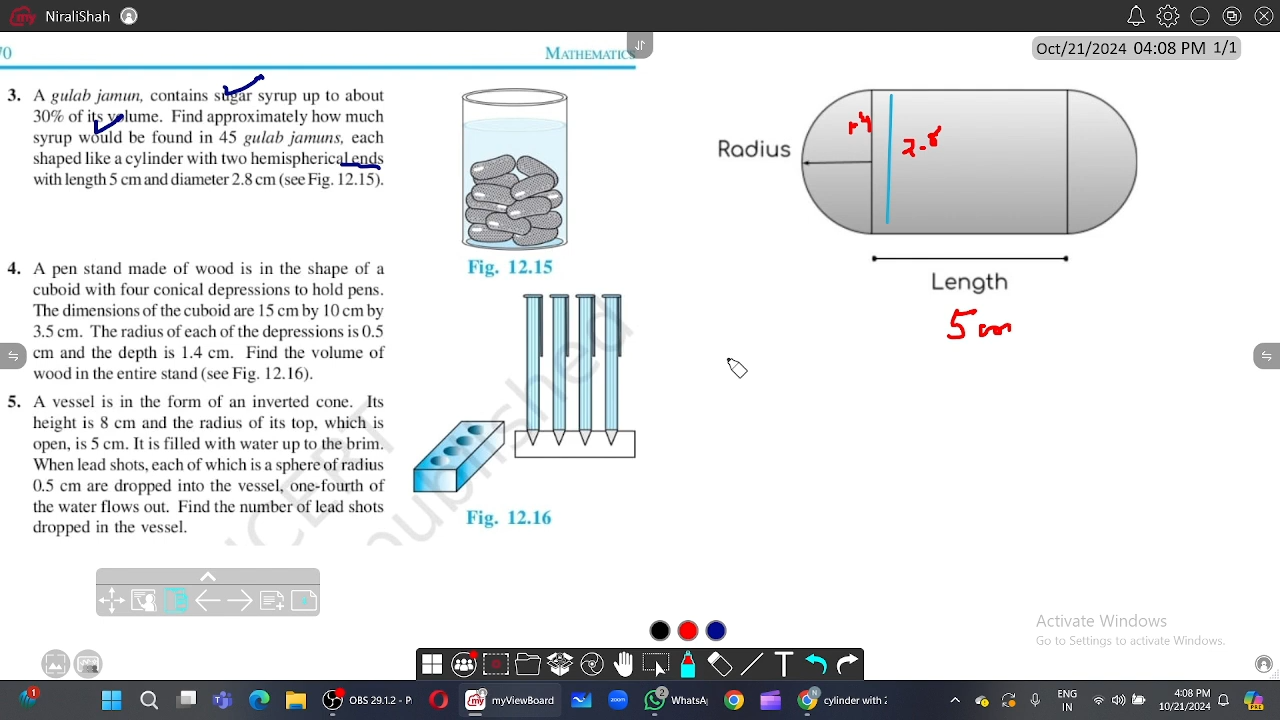 NiraliShah
Oct/21/2024 04:08 PM 1/1
70
MATHEMATICS
3. A gulab jamun, contains sugar syrup up to about
30% of its volume. Find approximately how much
syrup would be found in 45 gulab jamuns, each
shaped like a cylinder with two hemispherical ends
with length 5 cm and diameter 2.8 cm (see Fig. 12.15).
Fig. 12.15
4. A pen stand made of wood is in the shape of a
cuboid with four conical depressions to hold pens.
The dimensions of the cuboid are 15 cm by 10 cm by
3.5 cm. The radius of each of the depressions is 0.5
cm and the depth is 1.4 cm. Find the volume of
wood in the entire stand (see Fig. 12.16).
5. A vessel is in the form of an inverted cone. Its
height is 8 cm and the radius of its top, which is
open, is 5 cm. It is filled with water up to the brim.
When lead shots, each of which is a sphere of radius
0.5 cm are dropped into the vessel, one-fourth of
the water flows out. Find the number of lead shots
dropped in the vessel.
Fig. 12.16
Radius
2.8
Length
5 cm
Activate Windows
Go to Settings to activate Windows.
OBS 29.1.2 - P
myViewBoard
WhatsA
cylinder with 2
ENG
IN
4:08 PM
10/21/2024